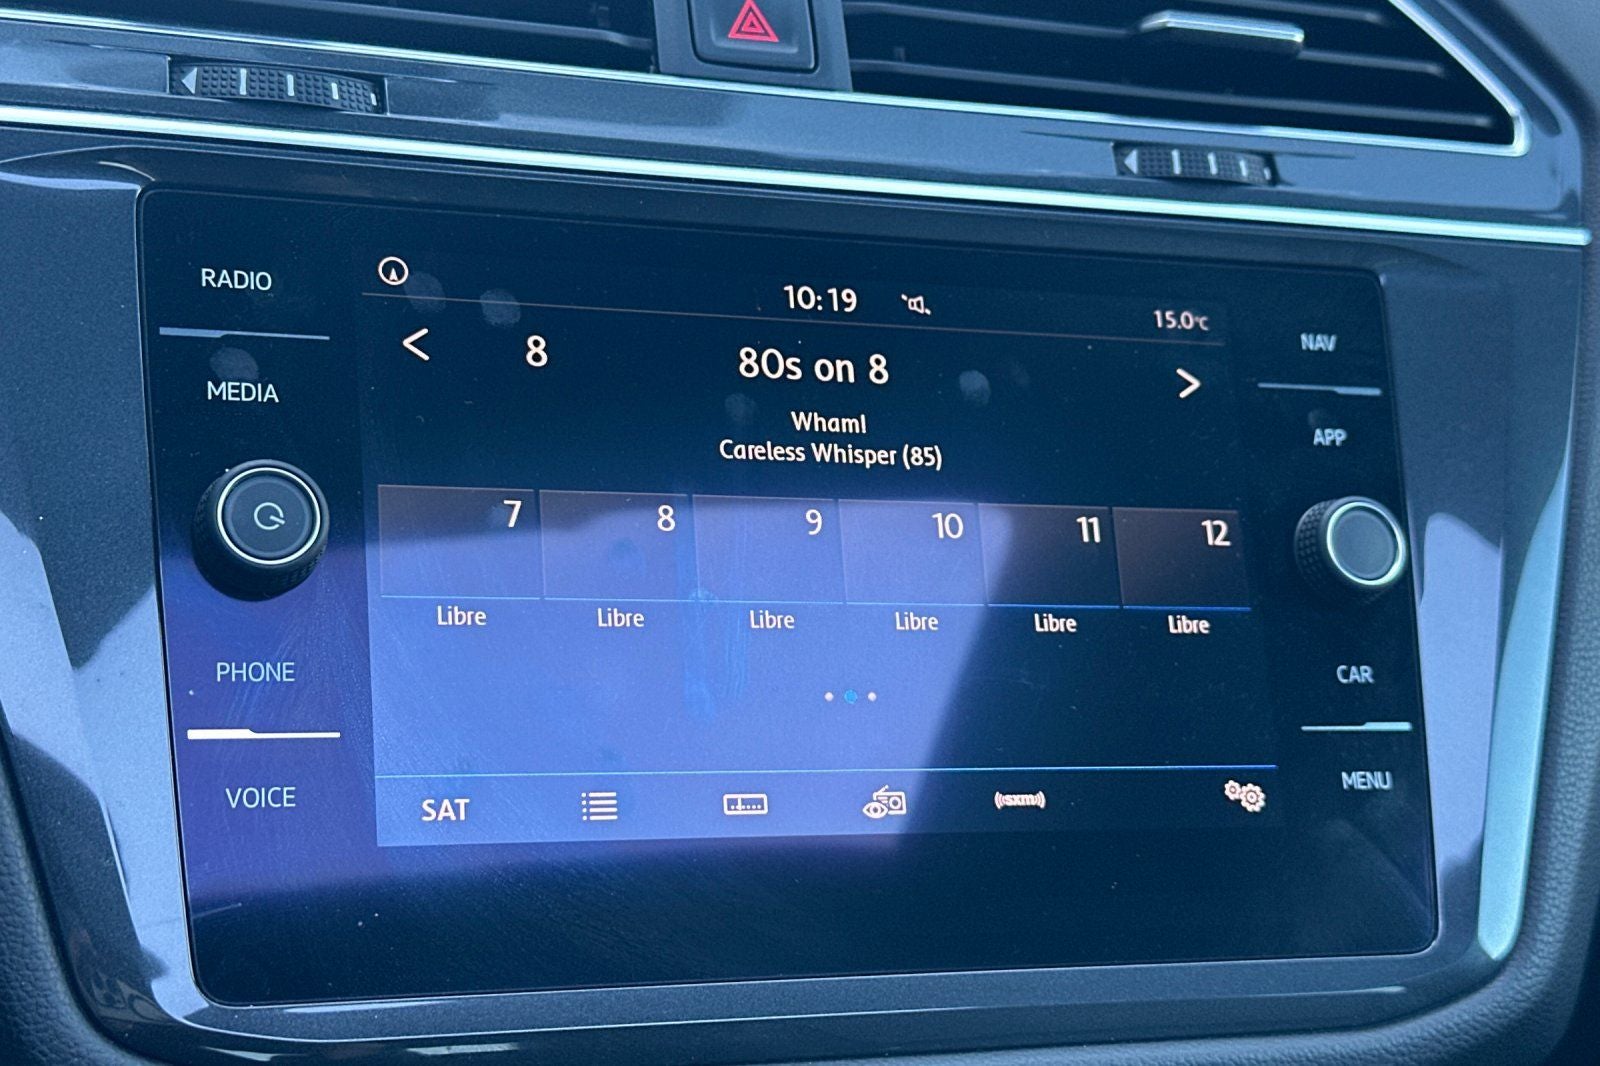 RADIO
MEDIA
PHONE
VOICE
10:19
15.0°C
8
80s on 8
Wham!
Careless Whisper (85)
7
8
9
10
11
12
Libre
Libre
Libre
Libre
Libre
Libre
SAT
((SXM))
NAV
APP
CAR
MENU